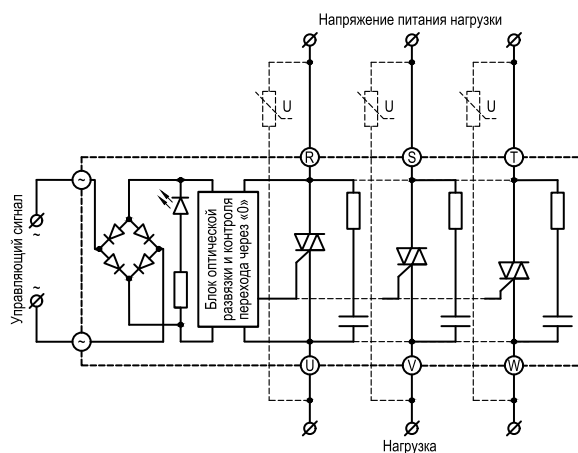 Напряжение питания нагрузки
U
U
U
R
S
T
~
Управляющий сигнал
~
~
Блок оптической
развязки и контроля
перехода через «0»
~
U
V
W
Нагрузка